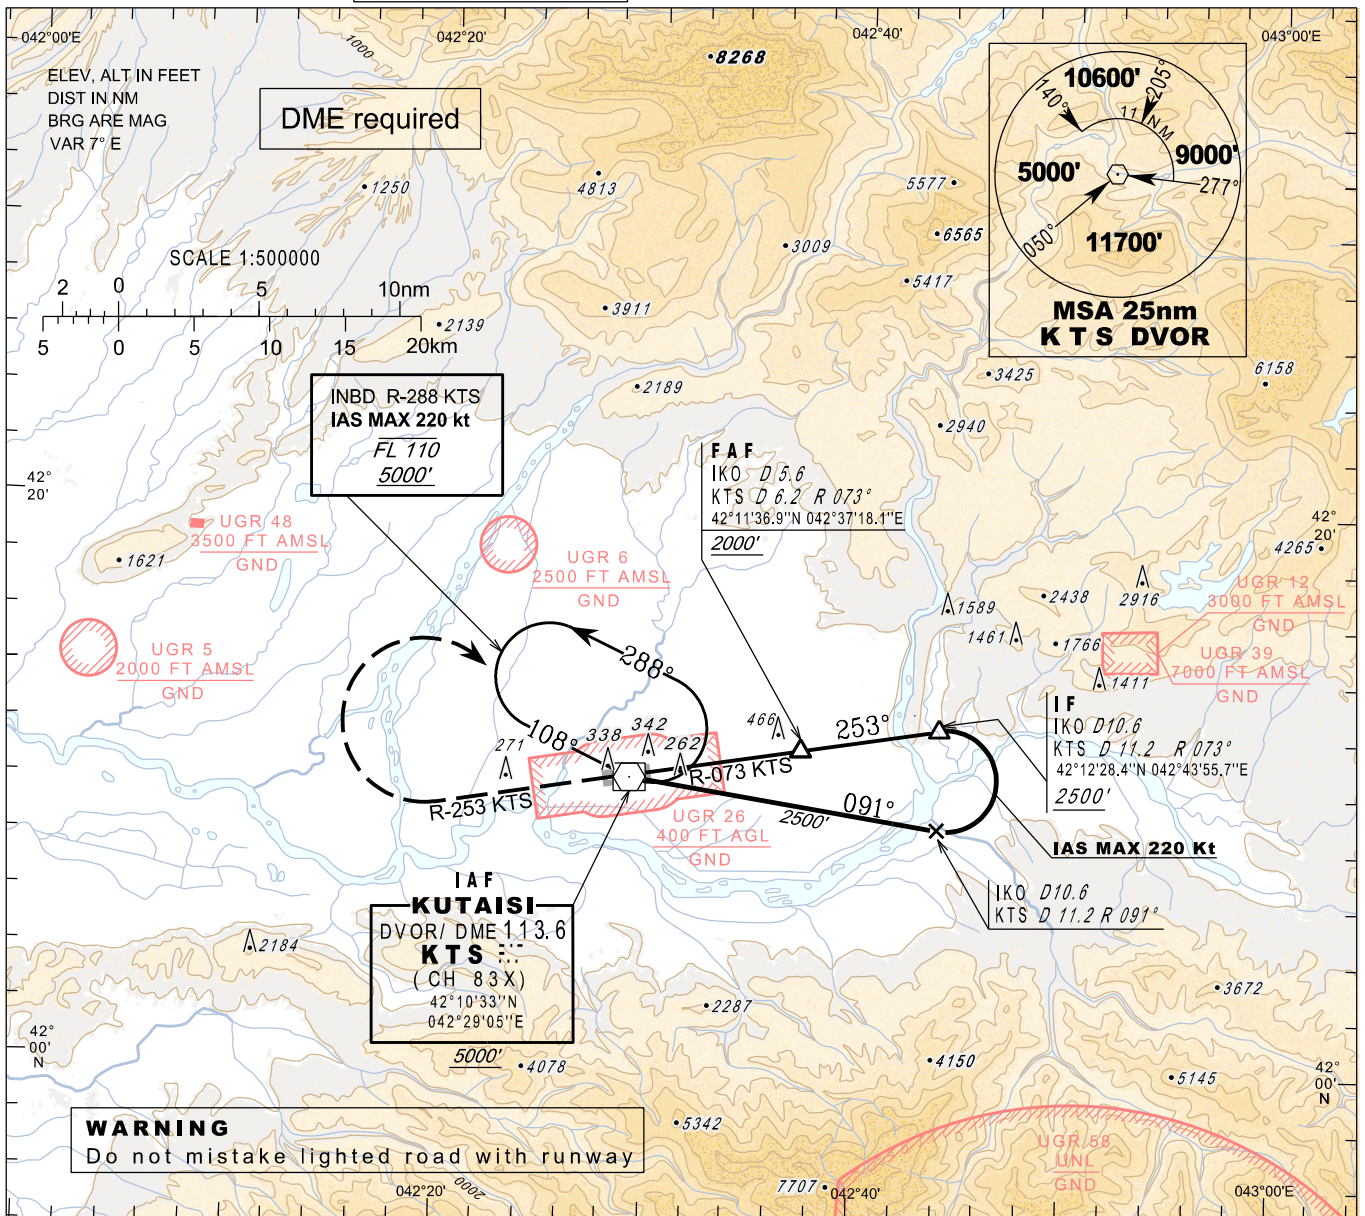 042°00'E
042°20'
042°40'
043°00'E
ELEV, ALT IN FEET
DIST IN NM
BRG ARE MAG
VAR 7° E
DME required
1000
8268
1250
4813
5577
6565
3009
5417
3911
2139
2189
3425
2940
6158
10600'
140°
205°
11 NM
5000'
9000'
277°
050°
11700'
MSA 25nm
KTS DVOR
SCALE 1:500000
2 0 5 10nm
5 0 5 10 15 20km
INBD R-288 KTS
IAS MAX 220 kt
FL 110
5000'
FAF
IKO D 5.6
KTS D 6.2 R 073°
42°11'36.9"N 042°37'18.1"E
2000'
42°
20'
42°
20'
UGR 48
3500 FT AMSL
GND
1621
UGR 6
2500 FT AMSL
GND
UGR 5
2000 FT AMSL
GND
4265
UGR 12
3000 FT AMSL
GND
2438
2916
1589
1461
1766
UGR 39
7000 FT AMSL
GND
1411
288°
108°
338
342
262
271
466
253°
R-073 KTS
R-253 KTS
091°
2500'
UGR 26
400 FT AGL
GND
IF
IKO D10.6
KTS D 11.2 R 073°
42°12'28.4"N 042°43'55.7"E
2500'
IAS MAX 220 Kt
IKO D10.6
KTS D 11.2 R 091°
IAF
KUTAISI
DVOR/ DME 113.6
KTS
(CH 83X)
42°10'33"N
042°29'05"E
5000'
2184
2287
3672
4078
4150
5145
5342
7707
42°
00'
N
42°
00'
N
WARNING
Do not mistake lighted road with runway
UGR 58
UNL
GND
042°20'
2000
042°40'
043°00'E